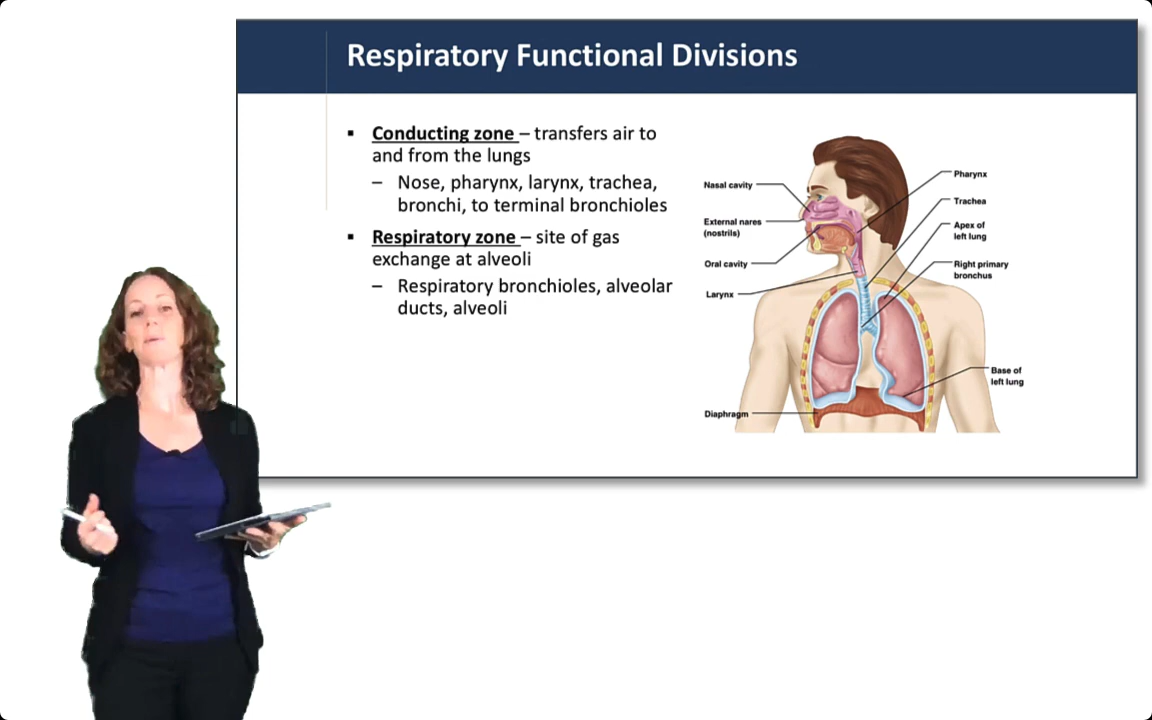 Respiratory Functional Divisions
▪ Conducting zone – transfers air to
and from the lungs
– Nose, pharynx, larynx, trachea,
bronchi, to terminal bronchioles
▪ Respiratory zone – site of gas
exchange at alveoli
– Respiratory bronchioles, alveolar
ducts, alveoli
Nasal cavity
External nares
(nostrils)
Oral cavity
Larynx
Diaphragm
Pharynx
Trachea
Apex of
left lung
Right primary
bronchus
Base of
left lung